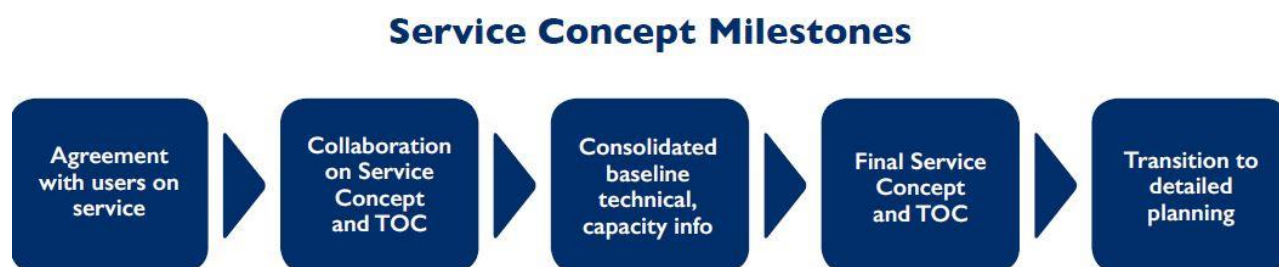 Service Concept Milestones
Agreement
with users on
service
Collaboration
on Service
Concept
and TOC
Consolidated
baseline
technical,
capacity info
Final Service
Concept
and TOC
Transition to
detailed
planning